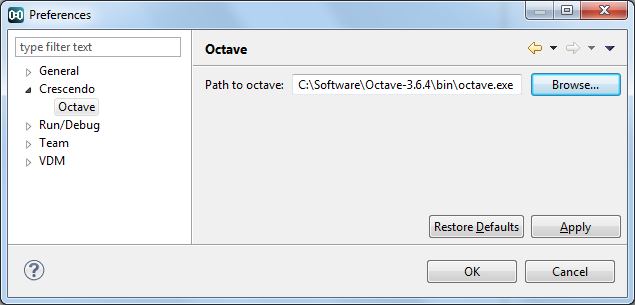 Preferences
type filter text
General
Crescendo
Octave
Run/Debug
Team
VDM
Octave
Path to octave: C:\Software\Octave-3.6.4\bin\octave.exe Browse...
Restore Defaults Apply
OK Cancel